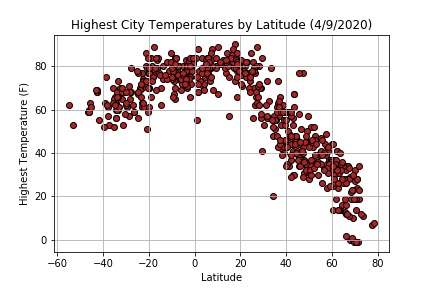 Highest City Temperatures by Latitude (4/9/2020)
Highest Temperature (F)
80
60
40
20
0
−60 −40 −20 0 20 40 60 80
Latitude